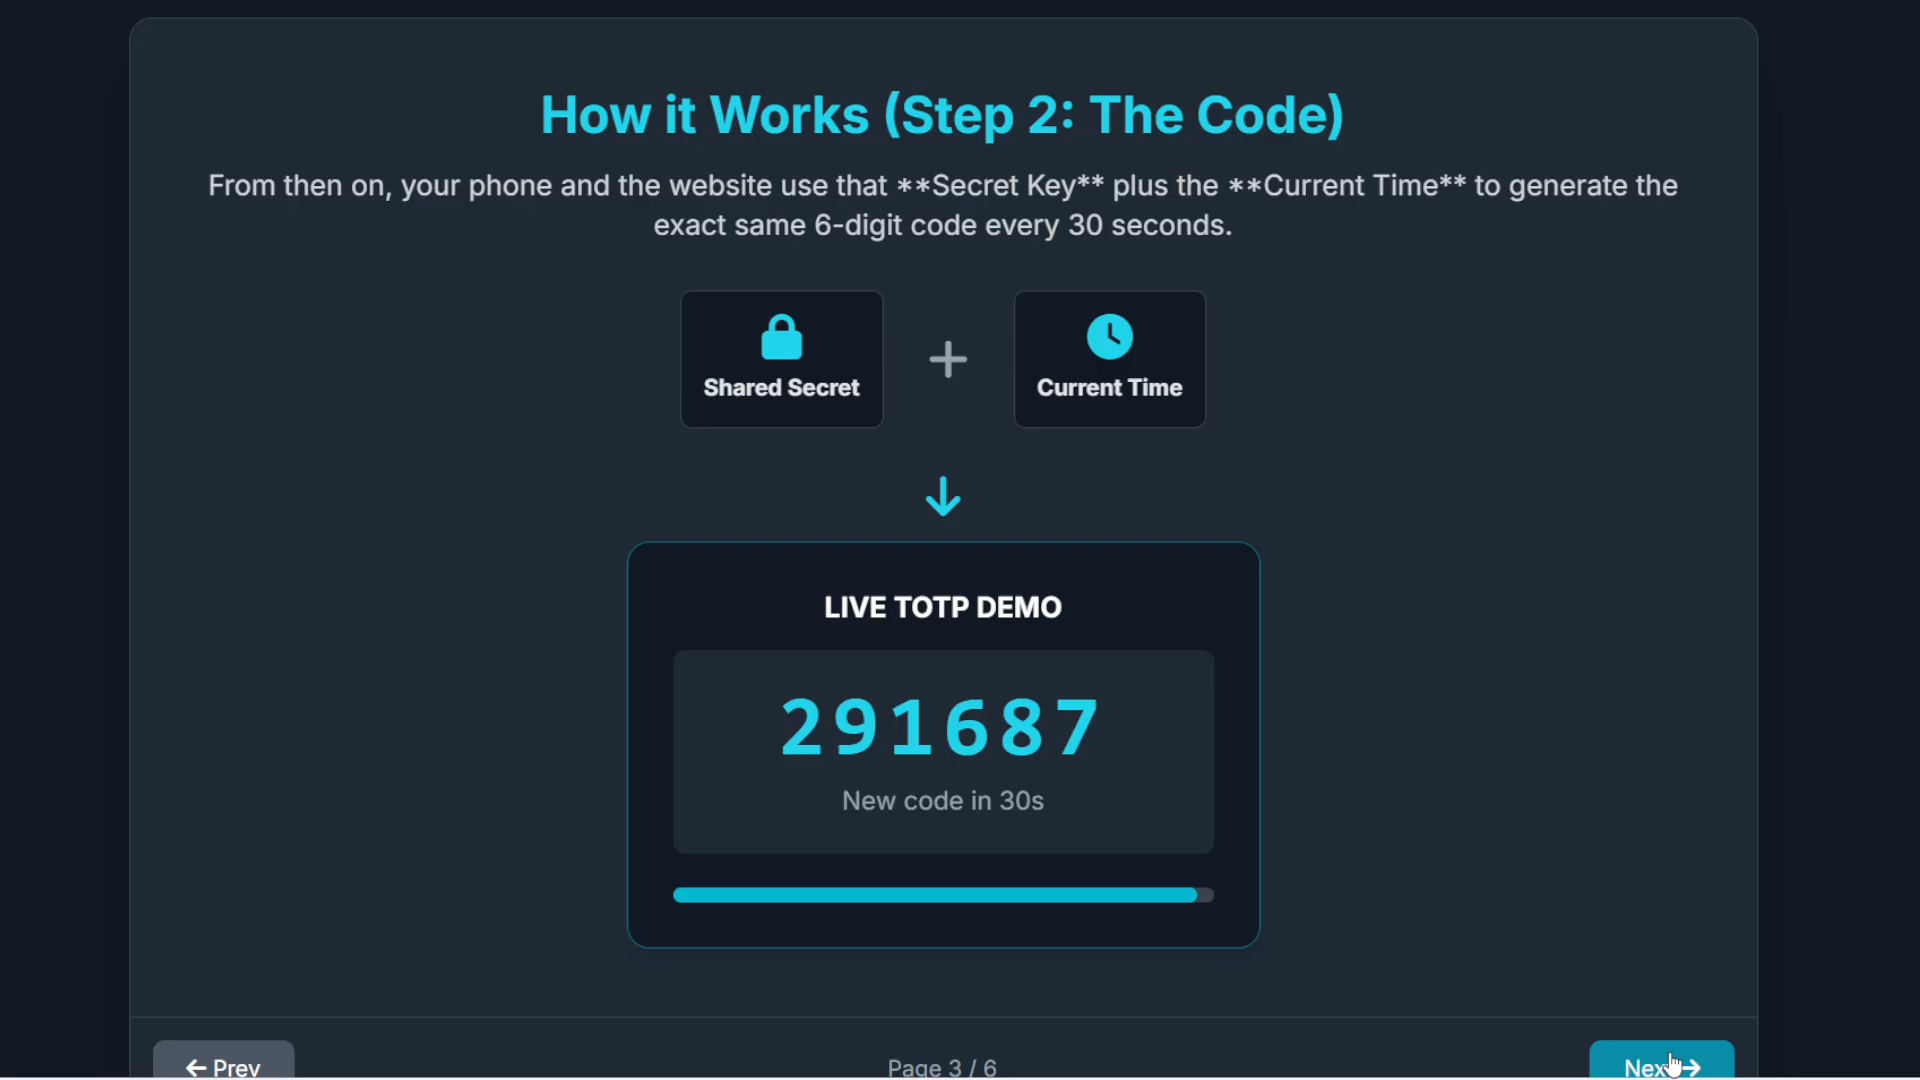 How it Works (Step 2: The Code)
From then on, your phone and the website use that **Secret Key** plus the **Current Time** to generate the
exact same 6-digit code every 30 seconds.
Shared Secret
+
Current Time
LIVE TOTP DEMO
291687
New code in 30s
← Prev
Page 3 / 6
Next →